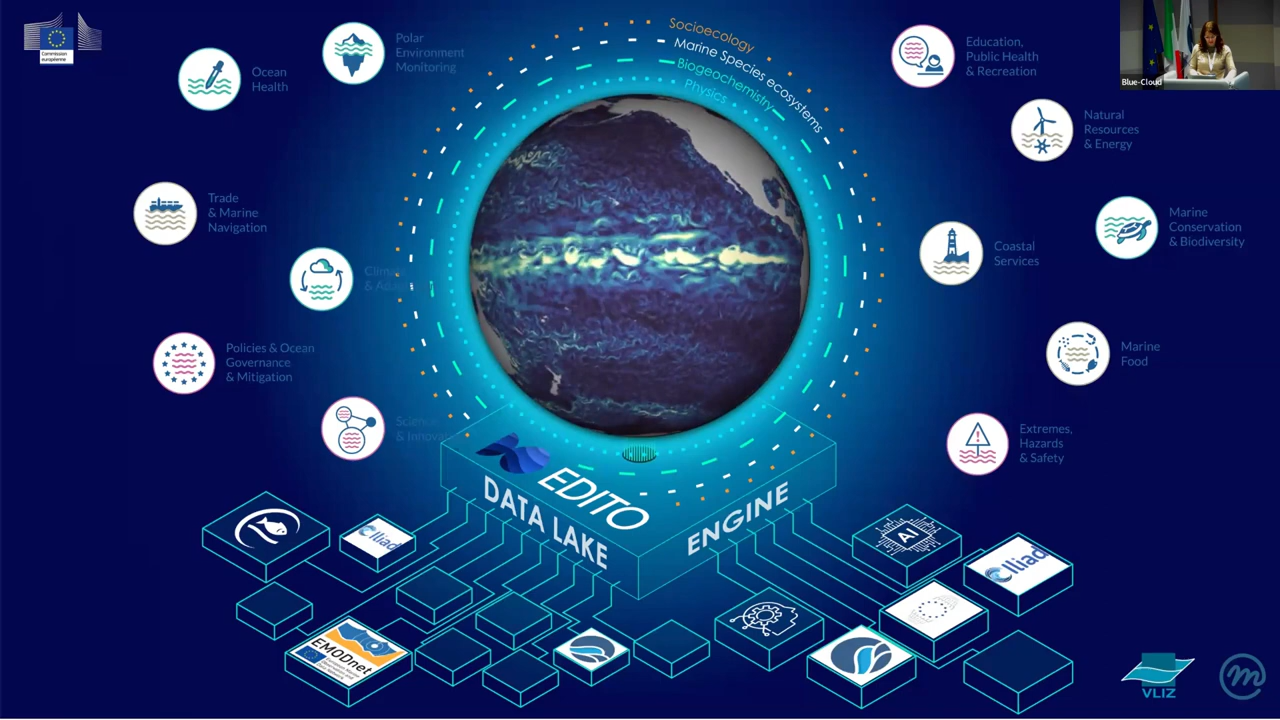 Commission
européenne
Polar
Environment
Monitoring
Ocean
Health
Trade
& Marine
Navigation
Policies & Ocean
Governance
& Mitigation
Science
Socioecology
Marine Species ecosystems
Biogeochemistry
Physics
Education,
Public Health
& Recreation
Natural
Resources
& Energy
Marine
Conservation
& Biodiversity
Coastal
Services
Marine
Food
Extremes,
Hazards
& Safety
Blue-Cloud
EDITO
DATA LAKE
ENGINE
Iliad
EMODnet
AI
Iliad
VLIZ
m